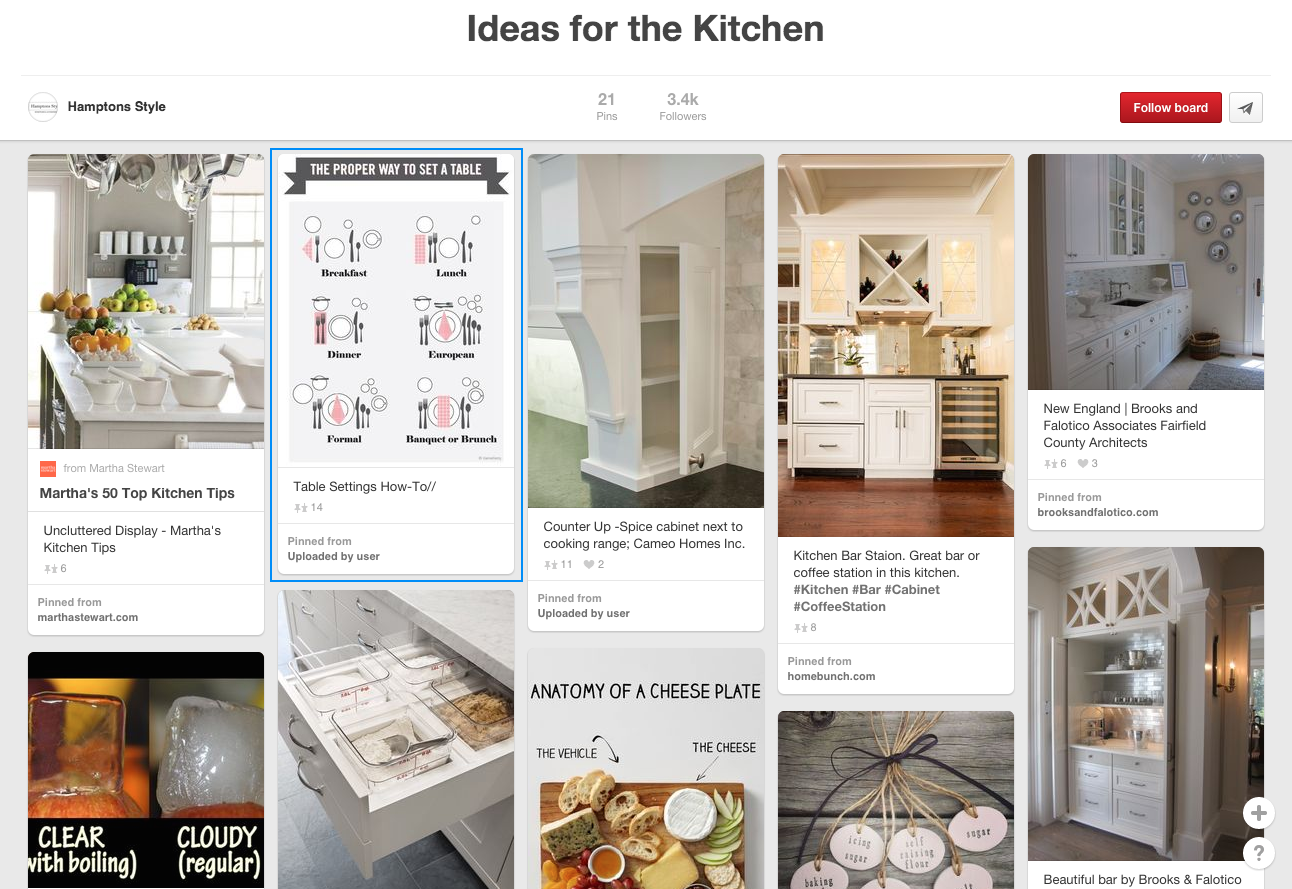 Ideas for the Kitchen
Hamptons Style
21
Pins
3.4k
Followers
Follow board
from Martha Stewart
Martha's 50 Top Kitchen Tips
Uncluttered Display - Martha's
Kitchen Tips
6
Pinned from
marthastewart.com
CLEAR
with boiling)
CLOUDY
(regular)
THE PROPER WAY TO SET A TABLE
Breakfast
Lunch
Dinner
European
Formal
Banquet or Brunch
Table Settings How-To//
14
Pinned from
Uploaded by user
Counter Up -Spice cabinet next to
cooking range; Cameo Homes Inc.
11
2
Pinned from
Uploaded by user
ANATOMY OF A CHEESE PLATE
THE VEHICLE
THE CHEESE
Kitchen Bar Staion. Great bar or
coffee station in this kitchen.
#Kitchen #Bar #Cabinet
#CoffeeStation
8
Pinned from
homebunch.com
icing
sugar
self
raising
flour
sugar
baking
New England | Brooks and
Falotico Associates Fairfield
County Architects
6
3
Pinned from
brooksandfalotico.com
Beautiful bar by Brooks & Falotico
?